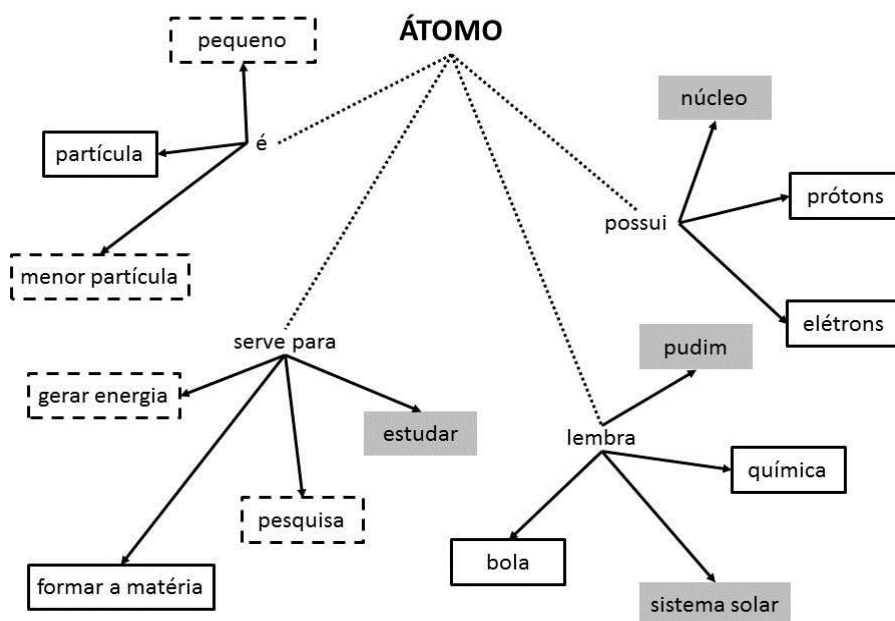 ÁTOMO
pequeno
partícula
é
menor partícula
núcleo
prótons
possui
elétrons
serve para
gerar energia
estudar
pesquisa
formar a matéria
pudim
lembra
química
bola
sistema solar